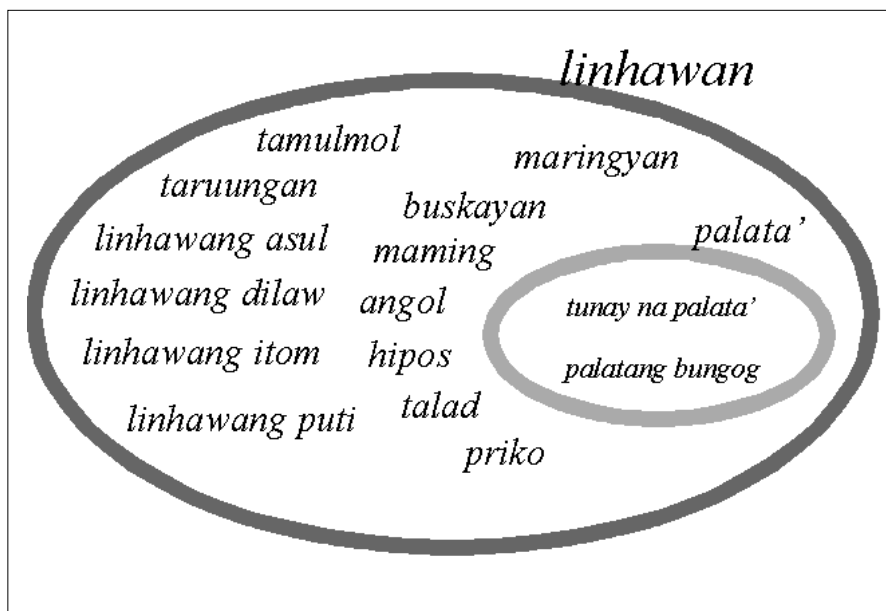 linhawan
tamulmol
maringyan
taruungan
buskayan
linhawang asul
maming
palata’
linhawang dilaw
angol
tunay na palata’
linhawang itom
hipos
palatang bungog
linhawang puti
talad
priko